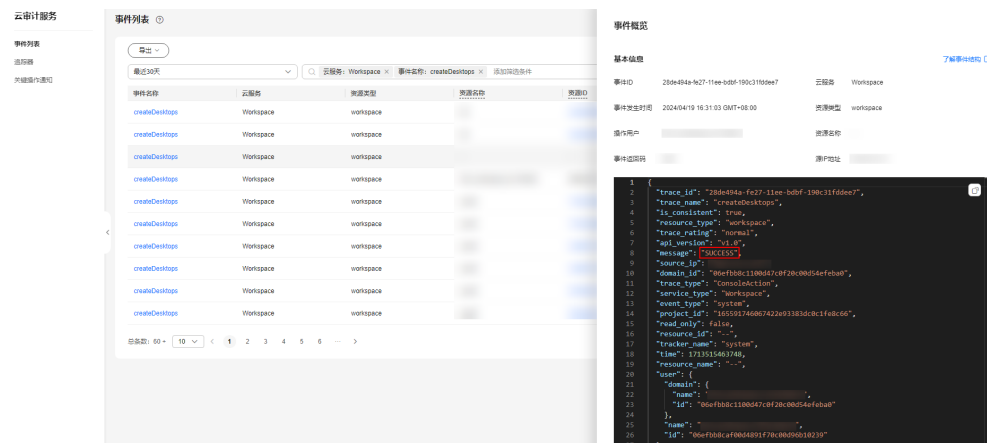 云审计服务
事件列表
追踪器
关键操作通知
事件列表
导出
最近30天
云服务：Workspace ×
事件名称：createDesktops ×
添加筛选条件
事件名称 云服务 资源类型 资源名称 资源ID
createDesktops Workspace workspace
createDesktops Workspace workspace
createDesktops Workspace workspace
createDesktops Workspace workspace
createDesktops Workspace workspace
createDesktops Workspace workspace
createDesktops Workspace workspace
createDesktops Workspace workspace
createDesktops Workspace workspace
createDesktops Workspace workspace
总条数：60+ 10 < 1 2 3 4 5 6 ··· >
事件概览
基本信息
了解事件结构
事件ID 28de494a-fe27-11ee-bdbf-190c31fddee7 云服务 Workspace
事件发生时间 2024/04/19 16:31:03 GMT+08:00 资源类型 workspace
操作用户 资源名称
事件返回码 源IP地址
1 {
2 "trace_id": "28de494a-fe27-11ee-bdbf-190c31fddee7",
3 "trace_name": "createDesktops",
4 "is_consistent": true,
5 "resource_type": "workspace",
6 "trace_rating": "normal",
7 "api_version": "v1.0",
8 "message": "SUCCESS",
9 "source_ip":
10 "domain_id": "06efbb8c1100d47c0f20c00d54efeba0",
11 "trace_type": "ConsoleAction",
12 "service_type": "Workspace",
13 "event_type": "system",
14 "project_id": "165591746067422e93383dc0c1fe8c66",
15 "read_only": false,
16 "resource_id": "--",
17 "tracker_name": "system",
18 "time": 1713515463748,
19 "resource_name": "--",
20 "user": {
21 "domain": {
22 "name": "
23 "id": "06efbb8c1100d47c0f20c00d54efeba0"
24 },
25 "name": "
26 "id": "06efbb8caf00d4891f70c00d96b10239"